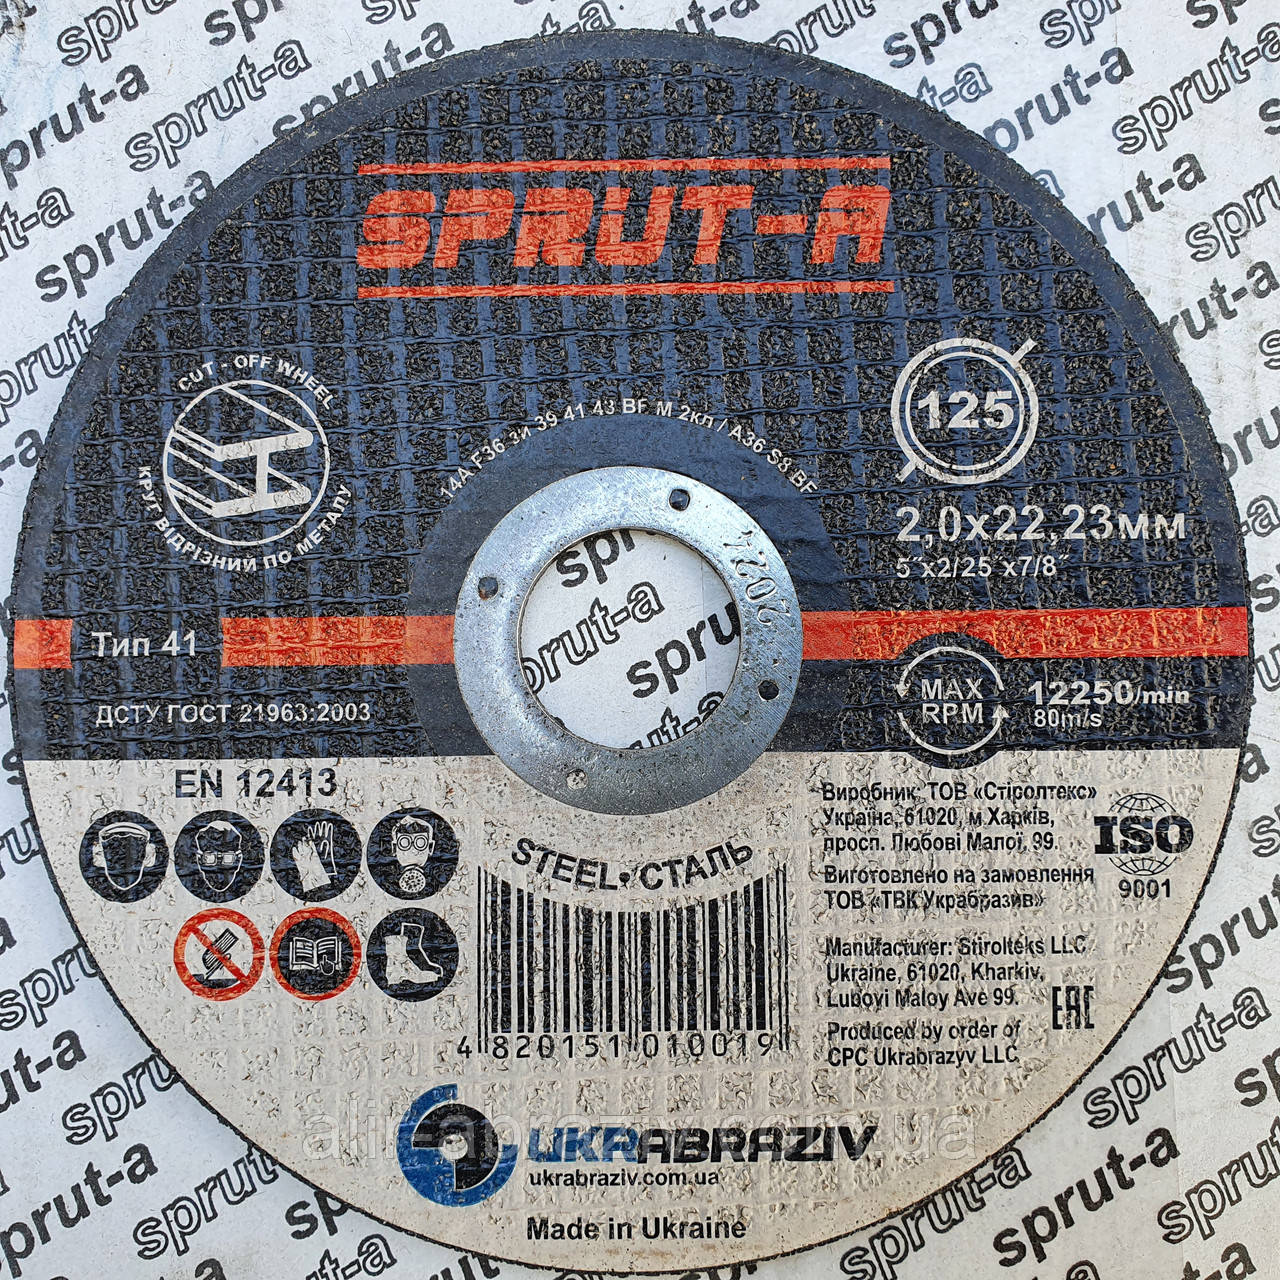 SPRUT-A
CUT - OFF WHEEL
КРУГ ВІДРІЗНИЙ ПО МЕТАЛУ
14А F36 зи 39 41 43 BF М 2кл / A36 S8 BF
125
2,0x22,23мм
5"x2/25"x7/8"
2024
Тип 41
ДСТУ ГОСТ 21963:2003
MAX
RPM
12250/min
80m/s
EN 12413
STEEL•СТАЛЬ
Виробник: ТОВ «Стіролтекс»
Україна, 61020, м.Харків,
просп. Любові Малої, 99.
Виготовлено на замовлення
ТОВ «ТВК Украбразив»
ISO
9001
Manufacturer: Stirolteks LLC
Ukraine, 61020, Kharkiv,
Lubovi Maloy Ave 99.
Produced by order of
CPC Ukrabrazyv LLC
EAC
4 820151 010019
UKRABRAZIV
ukrabraziv.com.ua
Made in Ukraine
sprut-a
sprut-a
sprut-a